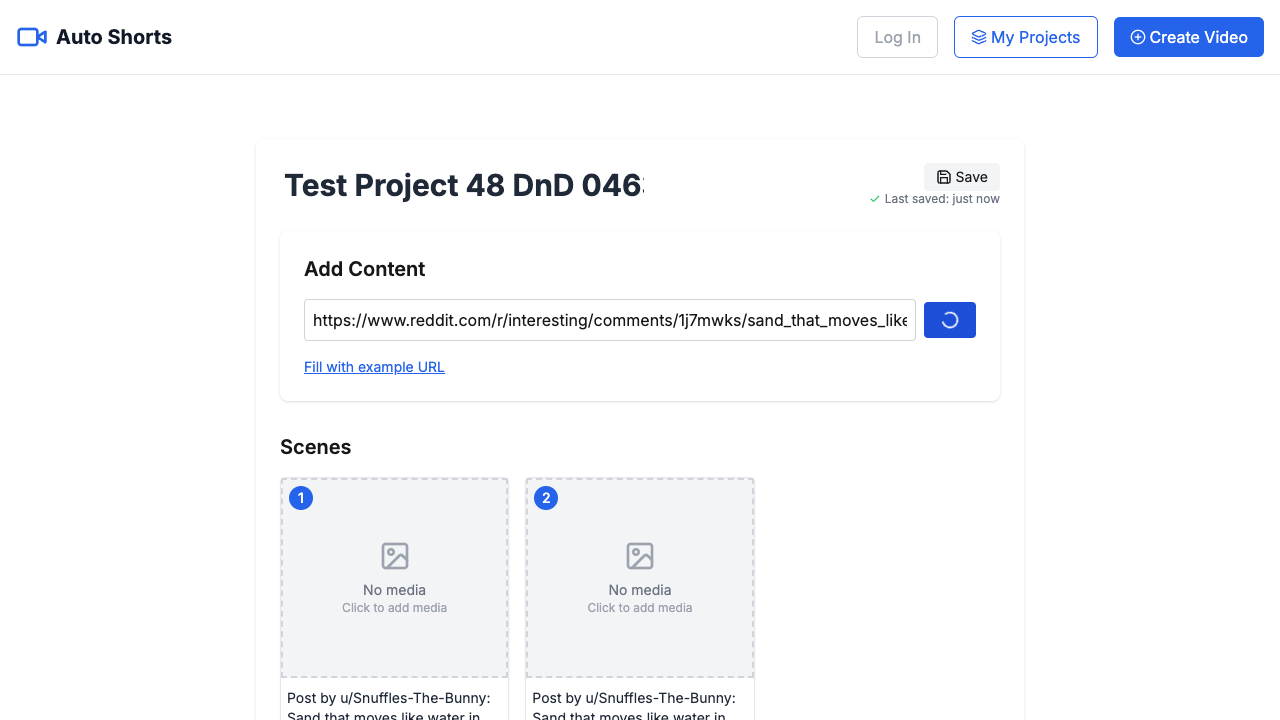 Auto Shorts
Log In
My Projects
Create Video
Test Project 48 DnD 046
Save
Last saved: just now
Add Content
https://www.reddit.com/r/interesting/comments/1j7mwks/sand_that_moves_like
Fill with example URL
Scenes
1
No media
Click to add media
Post by u/Snuffles-The-Bunny:
Sand that moves like water in
2
No media
Click to add media
Post by u/Snuffles-The-Bunny:
Sand that moves like water in